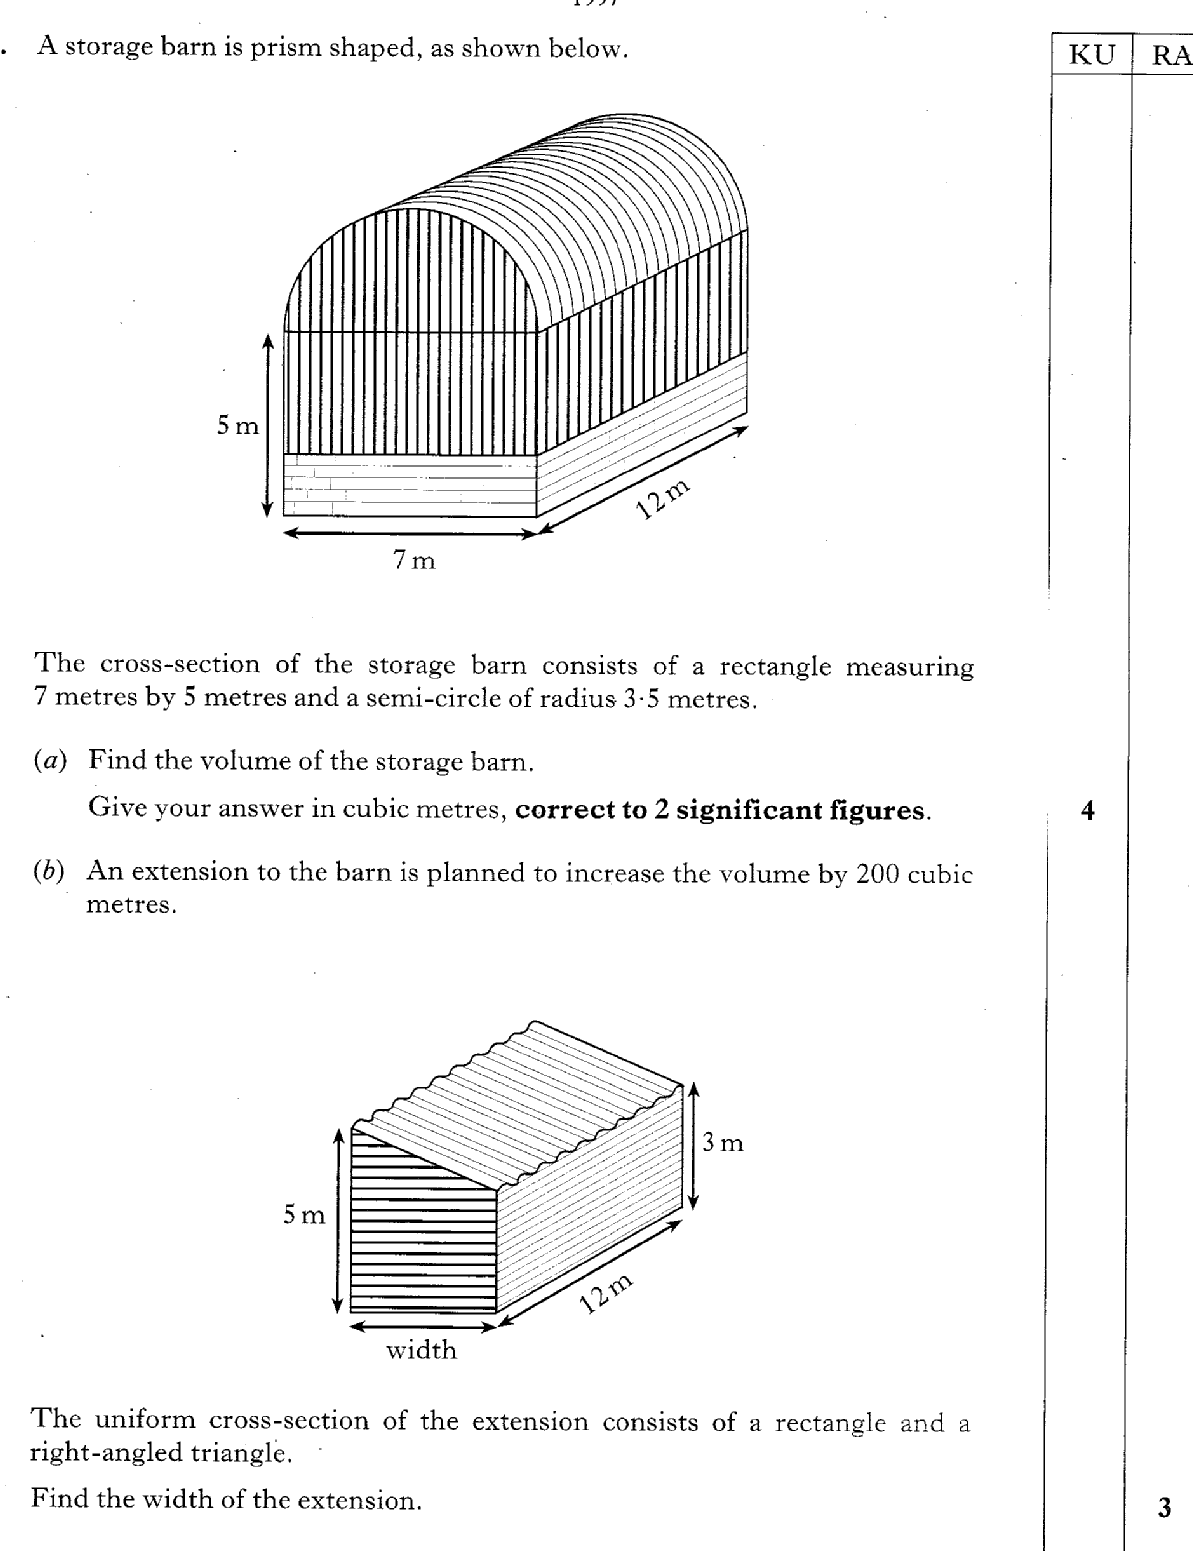 1997
. A storage barn is prism shaped, as shown below.
KU RA
5 m
12 m
7 m
The cross-section of the storage barn consists of a rectangle measuring
7 metres by 5 metres and a semi-circle of radius 3·5 metres.
(a) Find the volume of the storage barn.
Give your answer in cubic metres, correct to 2 significant figures.
4
(b) An extension to the barn is planned to increase the volume by 200 cubic
metres.
3 m
5 m
12 m
width
The uniform cross-section of the extension consists of a rectangle and a
right-angled triangle.
Find the width of the extension.
3